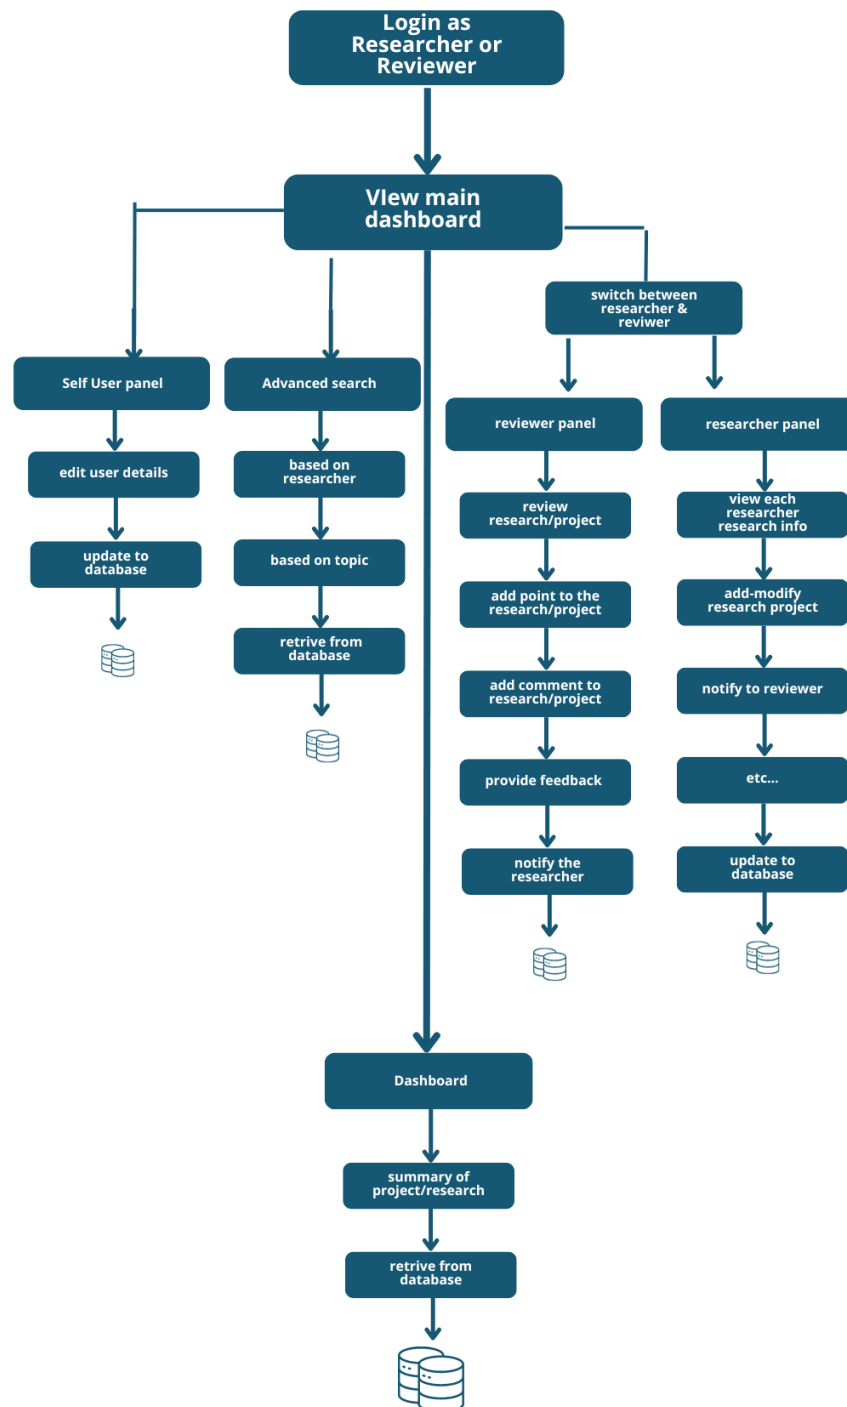 Login as
Researcher or
Reviewer
VIew main
dashboard
switch between
researcher &
reviwer
Self User panel
edit user details
update to
database
Advanced search
based on
researcher
based on topic
retrive from
database
reviewer panel
review
research/project
add point to the
research/project
add comment to
research/project
provide feedback
notify the
researcher
researcher panel
view each
researcher
research info
add-modify
research project
notify to reviewer
etc...
update to
database
Dashboard
summary of
project/research
retrive from
database